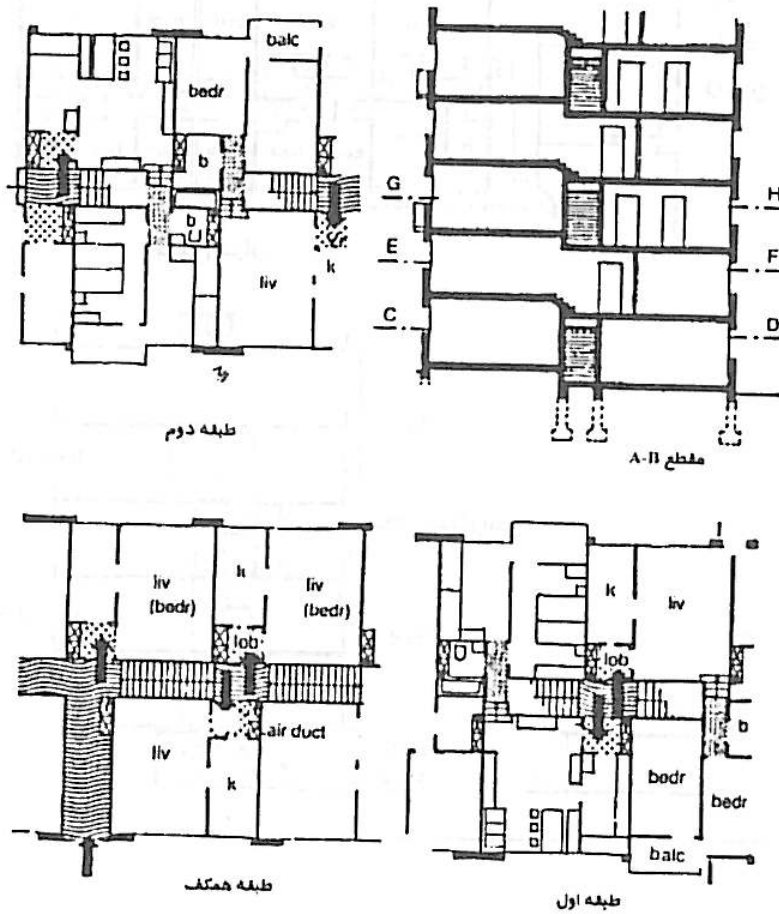 balc
bedr
b
b
liv
k
طبقه دوم
G
H
E
F
C
D
مقطع A-B
liv
(bedr)
k
liv
(bedr)
lob
air duct
liv
k
طبقه همکف
k
liv
lob
b
bedr
bedr
balc
طبقه اول